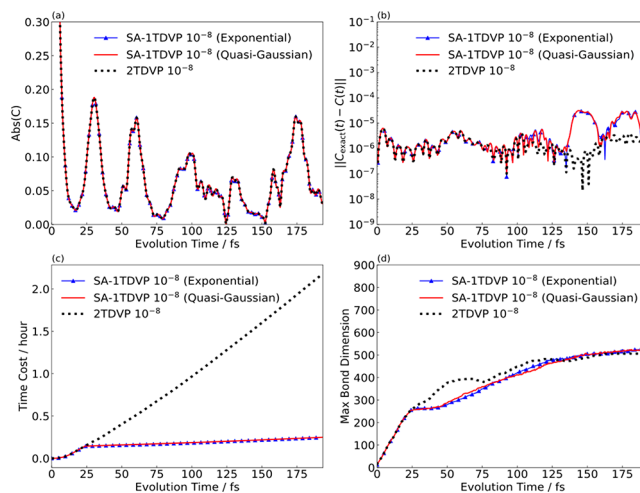 (a)
0.30
0.25
0.20
0.15
0.10
0.05
0.00
Abs(C)
SA-1TDVP 10⁻⁸ (Exponential)
SA-1TDVP 10⁻⁸ (Quasi-Gaussian)
2TDVP 10⁻⁸
0 25 50 75 100 125 150 175
Evolution Time / fs
(b)
10⁻¹
10⁻²
10⁻³
10⁻⁴
10⁻⁵
10⁻⁶
10⁻⁷
10⁻⁸
10⁻⁹
||C_exact(t) − C(t)||
SA-1TDVP 10⁻⁸ (Exponential)
SA-1TDVP 10⁻⁸ (Quasi-Gaussian)
2TDVP 10⁻⁸
0 25 50 75 100 125 150 175
Evolution Time / fs
(c)
2.0
1.5
1.0
0.5
0.0
Time Cost / hour
SA-1TDVP 10⁻⁸ (Exponential)
SA-1TDVP 10⁻⁸ (Quasi-Gaussian)
2TDVP 10⁻⁸
0 25 50 75 100 125 150 175
Evolution Time / fs
(d)
900
800
700
600
500
400
300
200
100
0
Max Bond Dimension
SA-1TDVP 10⁻⁸ (Exponential)
SA-1TDVP 10⁻⁸ (Quasi-Gaussian)
2TDVP 10⁻⁸
0 25 50 75 100 125 150 175
Evolution Time / fs